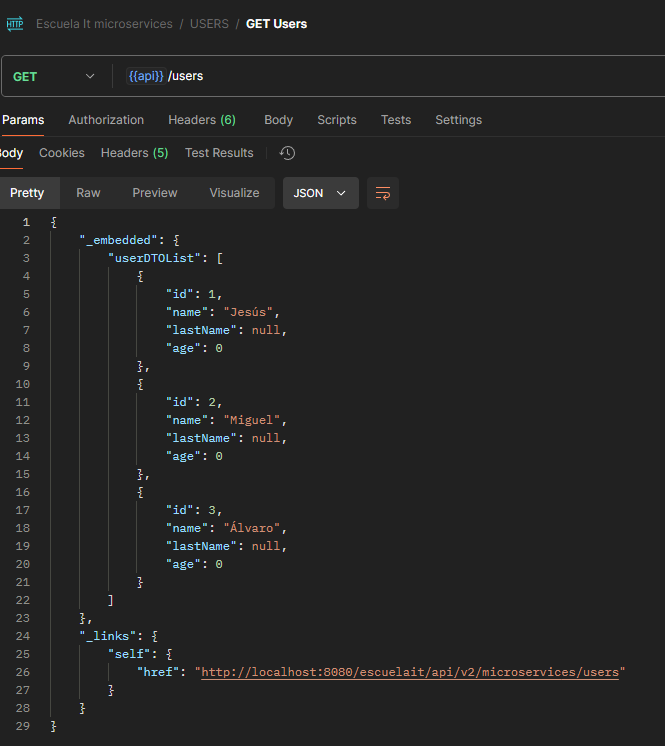 HTTP Escuela It microservices / USERS / GET Users
GET {{api}} /users
Params Authorization Headers (6) Body Scripts Tests Settings
Body Cookies Headers (5) Test Results
Pretty Raw Preview Visualize JSON
1 {
2 "_embedded": {
3 "userDTOList": [
4 {
5 "id": 1,
6 "name": "Jesús",
7 "lastName": null,
8 "age": 0
9 },
10 {
11 "id": 2,
12 "name": "Miguel",
13 "lastName": null,
14 "age": 0
15 },
16 {
17 "id": 3,
18 "name": "Álvaro",
19 "lastName": null,
20 "age": 0
21 }
22 ]
23 },
24 "_links": {
25 "self": {
26 "href": "http://localhost:8080/escuelait/api/v2/microservices/users"
27 }
28 }
29 }